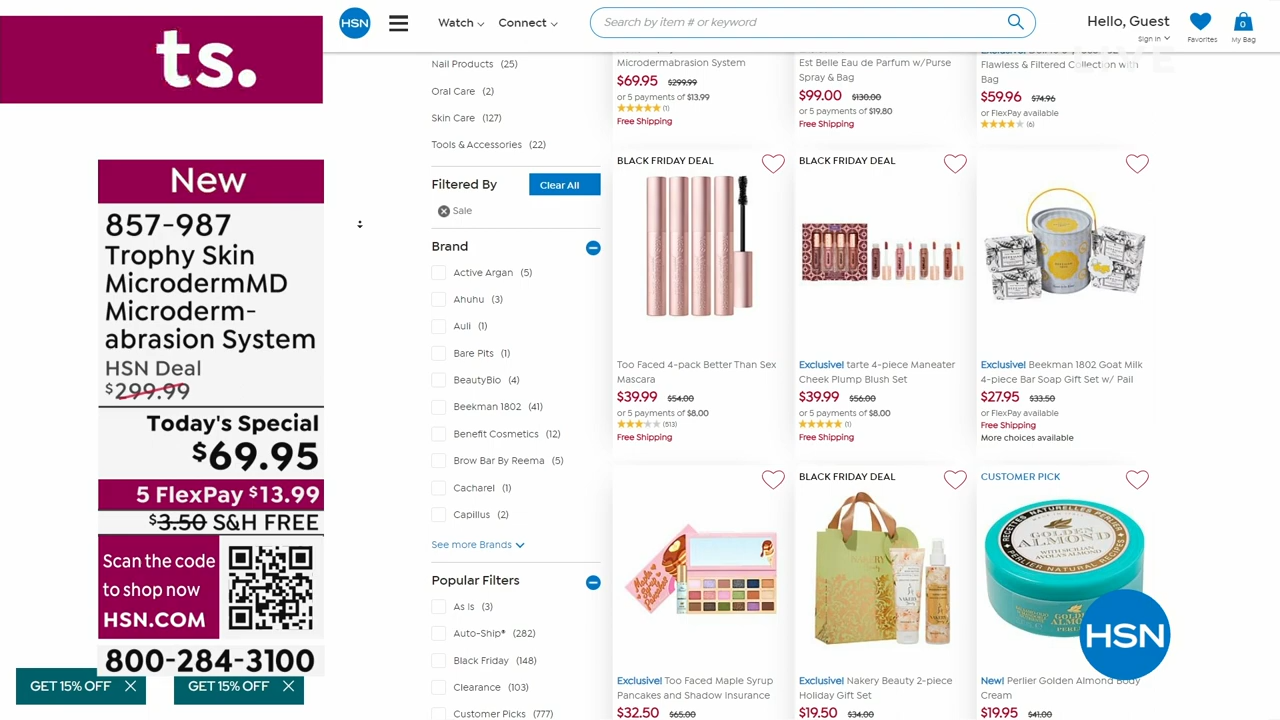 ts.
New
857-987
Trophy Skin
MicrodermMD
Microderm-
abrasion System
HSN Deal
$299.99
Today's Special
$69.95
5 FlexPay $13.99
$3.50 S&H FREE
Scan the code
to shop now
HSN.COM
800-284-3100
GET 15% OFF
GET 15% OFF
HSN
Watch
Connect
Search by item # or keyword
Hello, Guest
Sign In
Favorites
0
My Bag
Nail Products (25)
Oral Care (2)
Skin Care (127)
Tools & Accessories (22)
Filtered By
Clear All
Sale
Brand
Active Argan (5)
Ahuhu (3)
Auli (1)
Bare Pits (1)
BeautyBio (4)
Beekman 1802 (41)
Benefit Cosmetics (12)
Brow Bar By Reema (5)
Cacharel (1)
Capillus (2)
See more Brands
Popular Filters
As Is (3)
Auto-Ship® (282)
Black Friday (148)
Clearance (103)
Customer Picks (777)
Microdermabrasion System
$69.95 $299.99
or 5 payments of $13.99
(1)
Free Shipping
Est Belle Eau de Parfum w/Purse
Spray & Bag
$99.00 $130.00
or 5 payments of $19.80
Free Shipping
Flawless & Filtered Collection with
Bag
$59.96 $74.96
or FlexPay available
(6)
BLACK FRIDAY DEAL
Too Faced 4-pack Better Than Sex
Mascara
$39.99 $54.00
or 5 payments of $8.00
(513)
Free Shipping
BLACK FRIDAY DEAL
Exclusive! tarte 4-piece Maneater
Cheek Plump Blush Set
$39.99 $56.00
or 5 payments of $8.00
(1)
Free Shipping
Exclusive! Beekman 1802 Goat Milk
4-piece Bar Soap Gift Set w/ Pail
$27.95 $33.50
or FlexPay available
Free Shipping
More choices available
Exclusive! Too Faced Maple Syrup
Pancakes and Shadow Insurance
$32.50 $65.00
BLACK FRIDAY DEAL
NAKERY
Exclusive! Nakery Beauty 2-piece
Holiday Gift Set
$19.50 $34.00
CUSTOMER PICK
GOLDEN
ALMOND
WITH SICILIAN
AVOLA'S ALMOND
HSN
New! Perlier Golden Almond Body
Cream
$19.95 $41.00